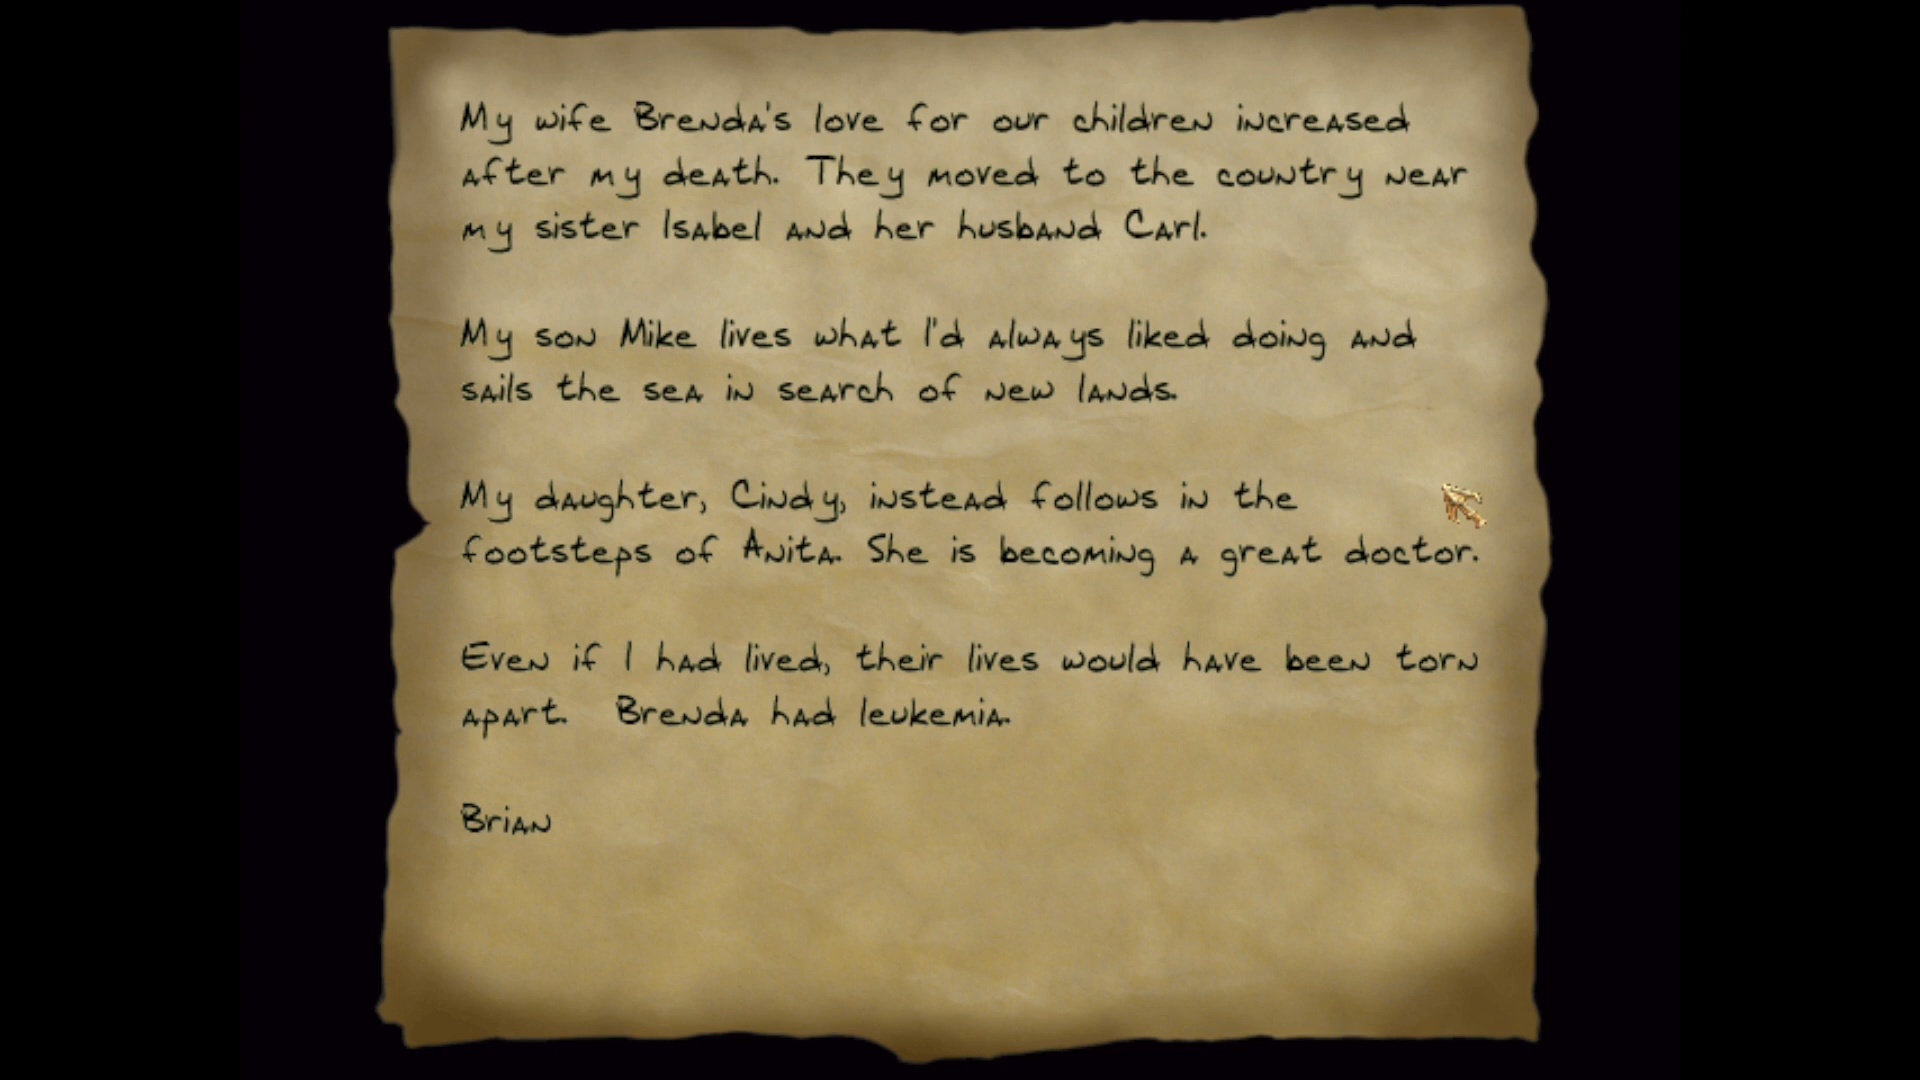 My wife Brenda's love for our children increased
after my death. They moved to the country near
my sister Isabel and her husband Carl.
My son Mike lives what I'd always liked doing and
sails the sea in search of new lands.
My daughter, Cindy, instead follows in the
footsteps of Anita. She is becoming a great doctor.
Even if I had lived, their lives would have been torn
apart. Brenda had leukemia.
Brian